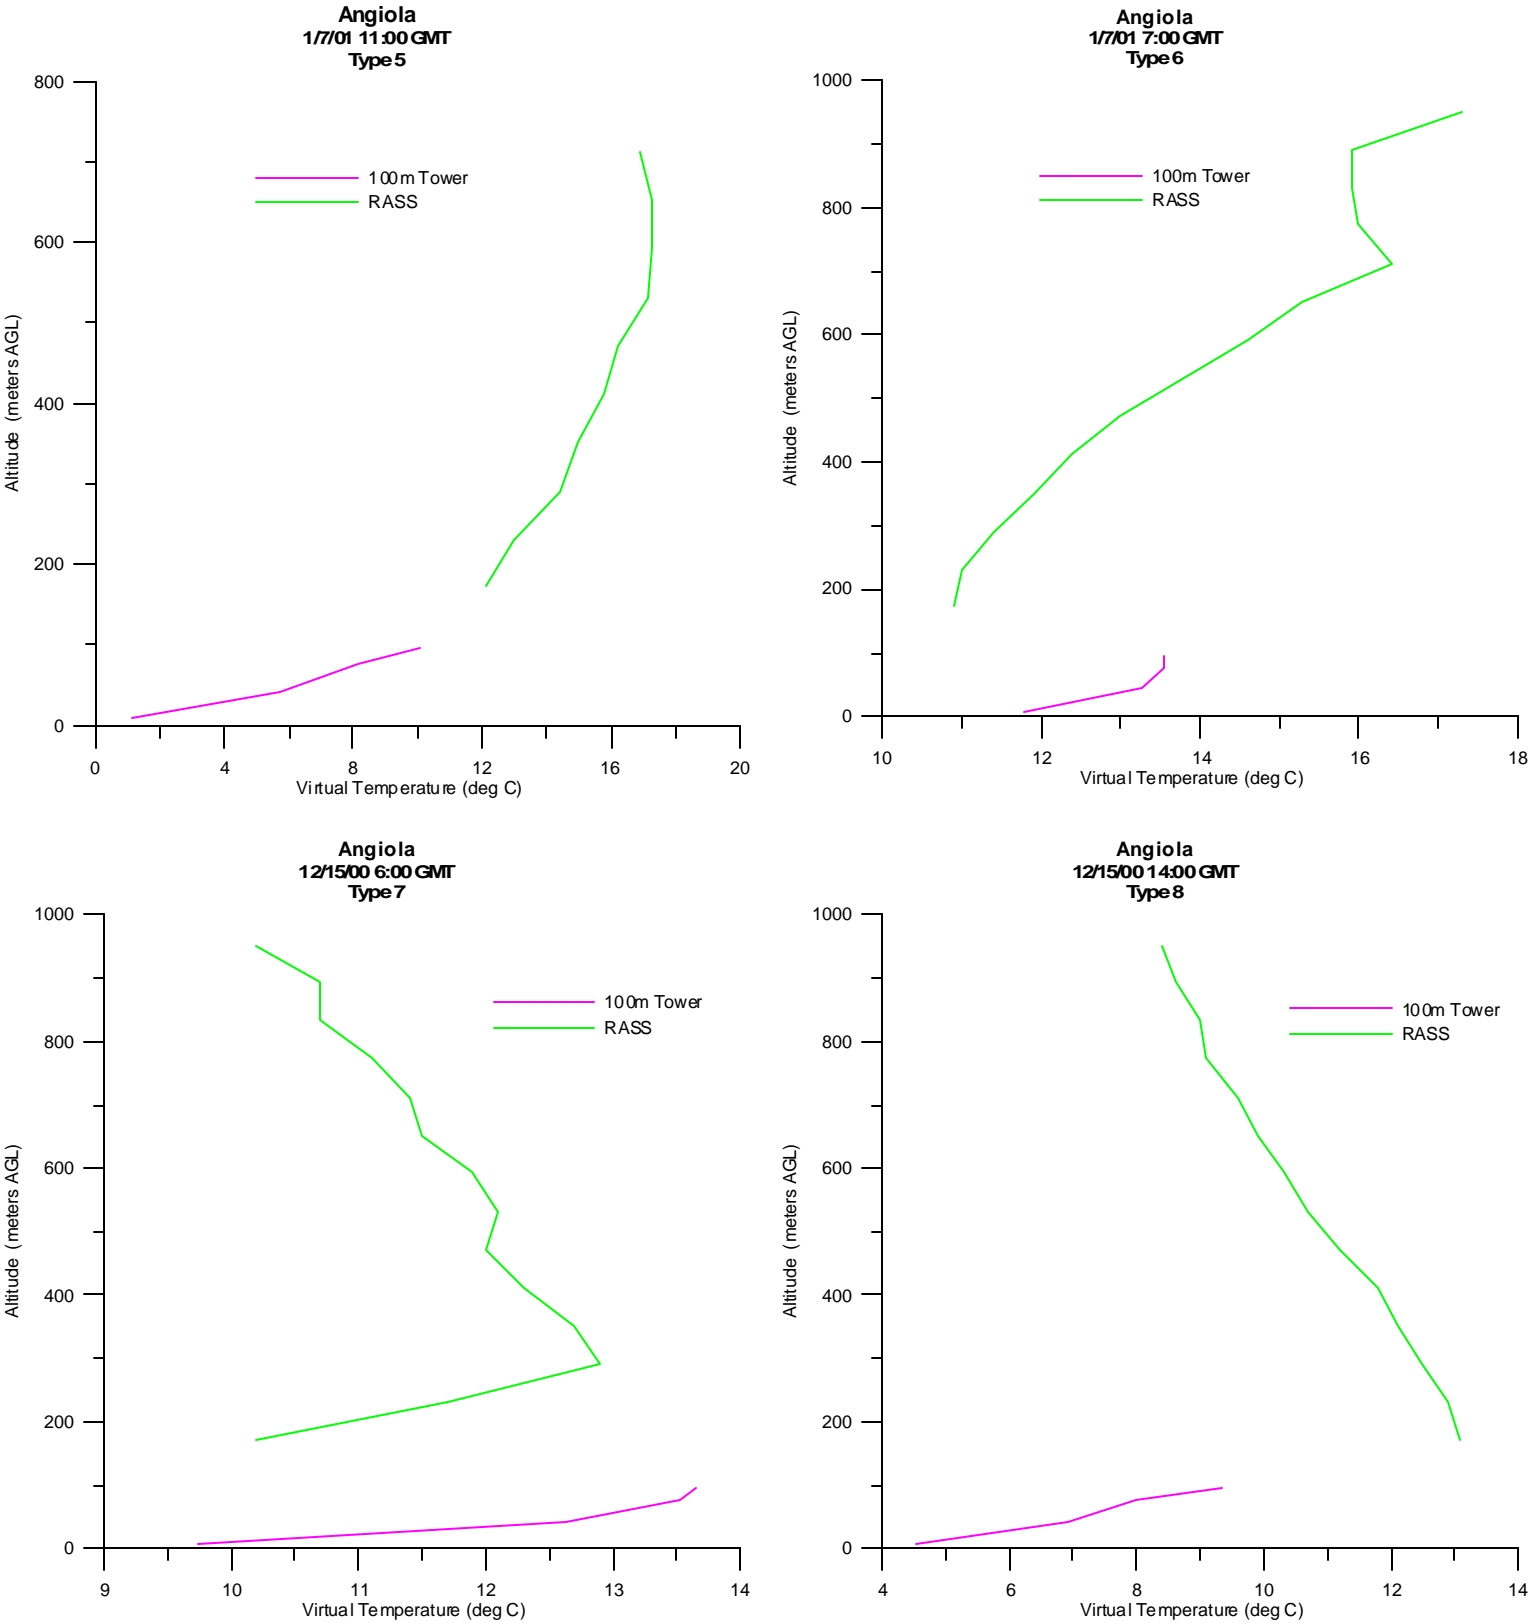 Angiola
1/7/01 11:00 GMT
Type 5
800
600
400
200
0
Altitude (meters AGL)
100m Tower
RASS
0 4 8 12 16 20
Virtual Temperature (deg C)
Angiola
1/7/01 7:00 GMT
Type 6
1000
800
600
400
200
0
Altitude (meters AGL)
100m Tower
RASS
10 12 14 16 18
Virtual Temperature (deg C)
Angiola
12/15/00 6:00 GMT
Type 7
1000
800
600
400
200
0
Altitude (meters AGL)
100m Tower
RASS
9 10 11 12 13 14
Virtual Temperature (deg C)
Angiola
12/15/00 14:00 GMT
Type 8
1000
800
600
400
200
0
Altitude (meters AGL)
100m Tower
RASS
4 6 8 10 12 14
Virtual Temperature (deg C)